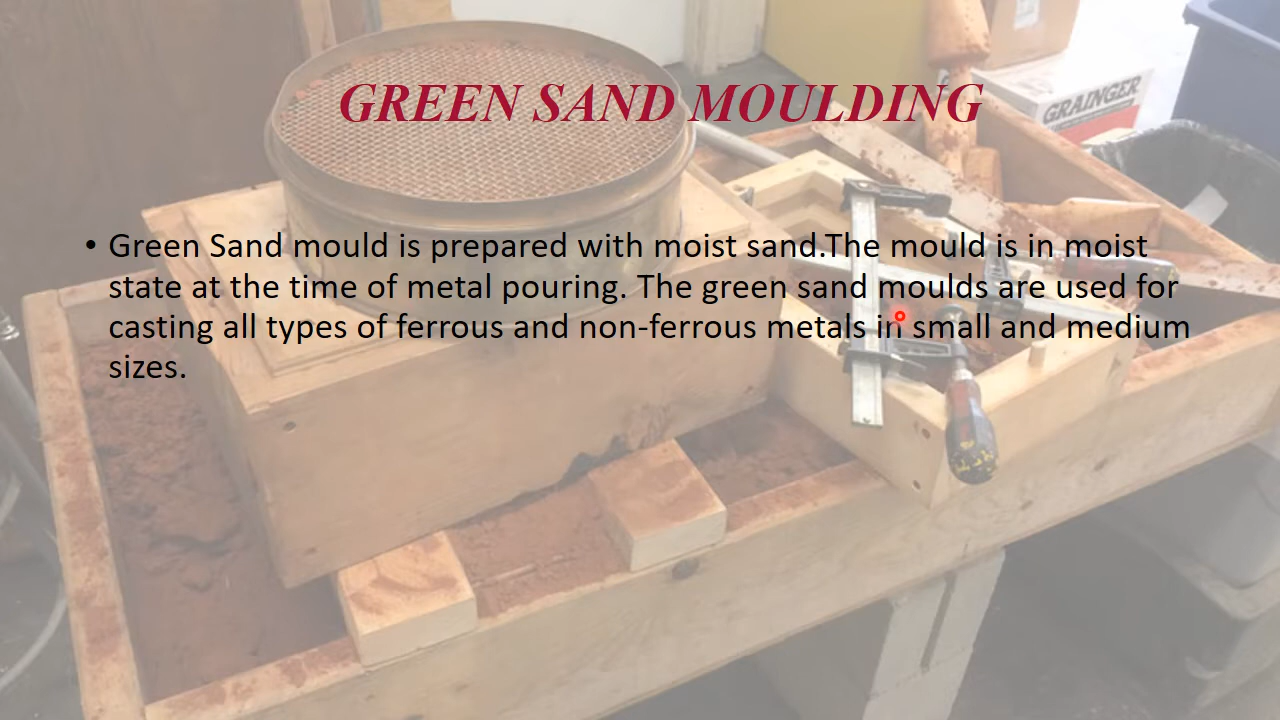 GREEN SAND MOULDING
GRAINGER
• Green Sand mould is prepared with moist sand.The mould is in moist
state at the time of metal pouring. The green sand moulds are used for
casting all types of ferrous and non-ferrous metals in small and medium
sizes.